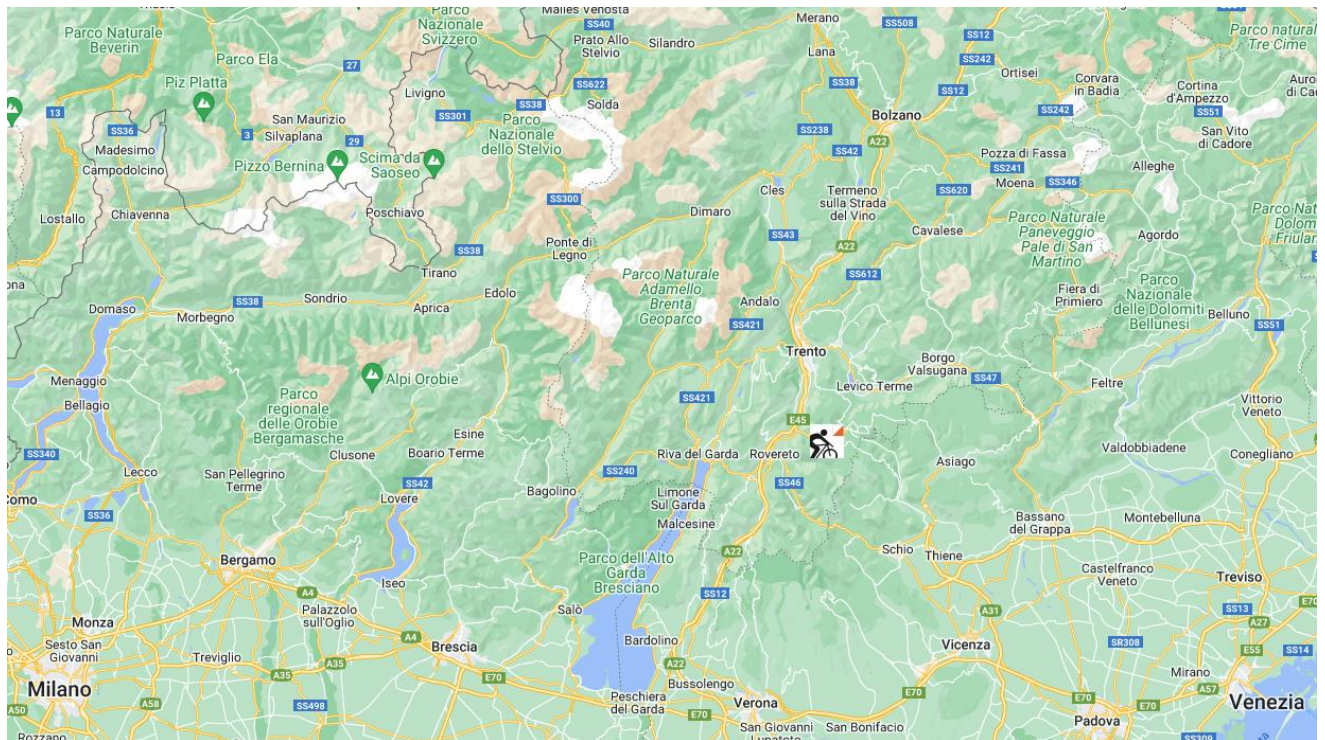 Parco Naturale
Beverin
Parco Ela
Piz Platta
Parco
Nazionale
Svizzero
Malles Venosta
SS40
Prato Allo
Stelvio
Silandro
Merano
Lana
SS508
SS12
SS242
Ortisei
Corvara
in Badia
Parco natural
Tre Cime
Cortina
d'Ampezzo
Auro
di Cad
27
13
SS36
Madesimo
Campodolcino
San Maurizio
Silvaplana
3
29
Livigno
SS301
SS38
SS622
Solda
Parco
Nazionale
dello Stelvio
SS38
Bolzano
SS12
SS242
SS51
San Vito
di Cadore
SS238
SS42
A22
Pizzo Bernina
Scima da
Saoseo
Pozza di Fassa
SS241
Moena
SS346
Alleghe
Lostallo
Chiavenna
Poschiavo
SS300
Cles
Termeno
sulla Strada
del Vino
SS620
Dimaro
Cavalese
Parco Naturale
Paneveggio
Pale di San
Martino
Agordo
Parco Nat
Dolom
Friular
ona
SS38
Ponte di
Legno
SS43
A22
SS612
Tirano
Parco Naturale
Adamello
Brenta
Geoparco
Andalo
Fiera di
Primiero
Parco
Nazionale
delle Dolomiti
Bellunesi
Domaso
Morbegno
SS38
Sondrio
Aprica
Edolo
SS421
Belluno
SS51
Trento
Menaggio
Bellagio
Alpi Orobie
Parco
regionale
delle Orobie
Bergamasche
Borgo
Valsugana
Levico Terme
SS47
Feltre
SS421
Vittorio
Veneto
E45
SS340
Lecco
Esine
Boario Terme
Clusone
Riva del Garda
Rovereto
Valdobbiadene
Conegliano
Asiago
Como
San Pellegrino
Terme
SS42
Lovere
SS240
Bagolino
SS46
Limone
Sul Garda
Malcesine
SS36
Bassano
del Grappa
Montebelluna
Bergamo
Iseo
Parco dell'Alto
Garda
Bresciano
A22
Schio
Thiene
Castelfranco
Veneto
Treviso
E70
A4
SS12
Palazzolo
sull'Oglio
Salò
A31
SS13
A27
Monza
Sesto San
Giovanni
Treviglio
A35
A35
A4
Brescia
E70
Bardolino
A22
Bussolengo
Vicenza
SR308
E55
SS14
Mirano
A57
Milano
A58
SS498
Peschiera
del Garda
E70
Verona
E70
E70
Padova
Venezia
San Giovanni
Lupatoto
San Bonifacio
SS309
Rozzano